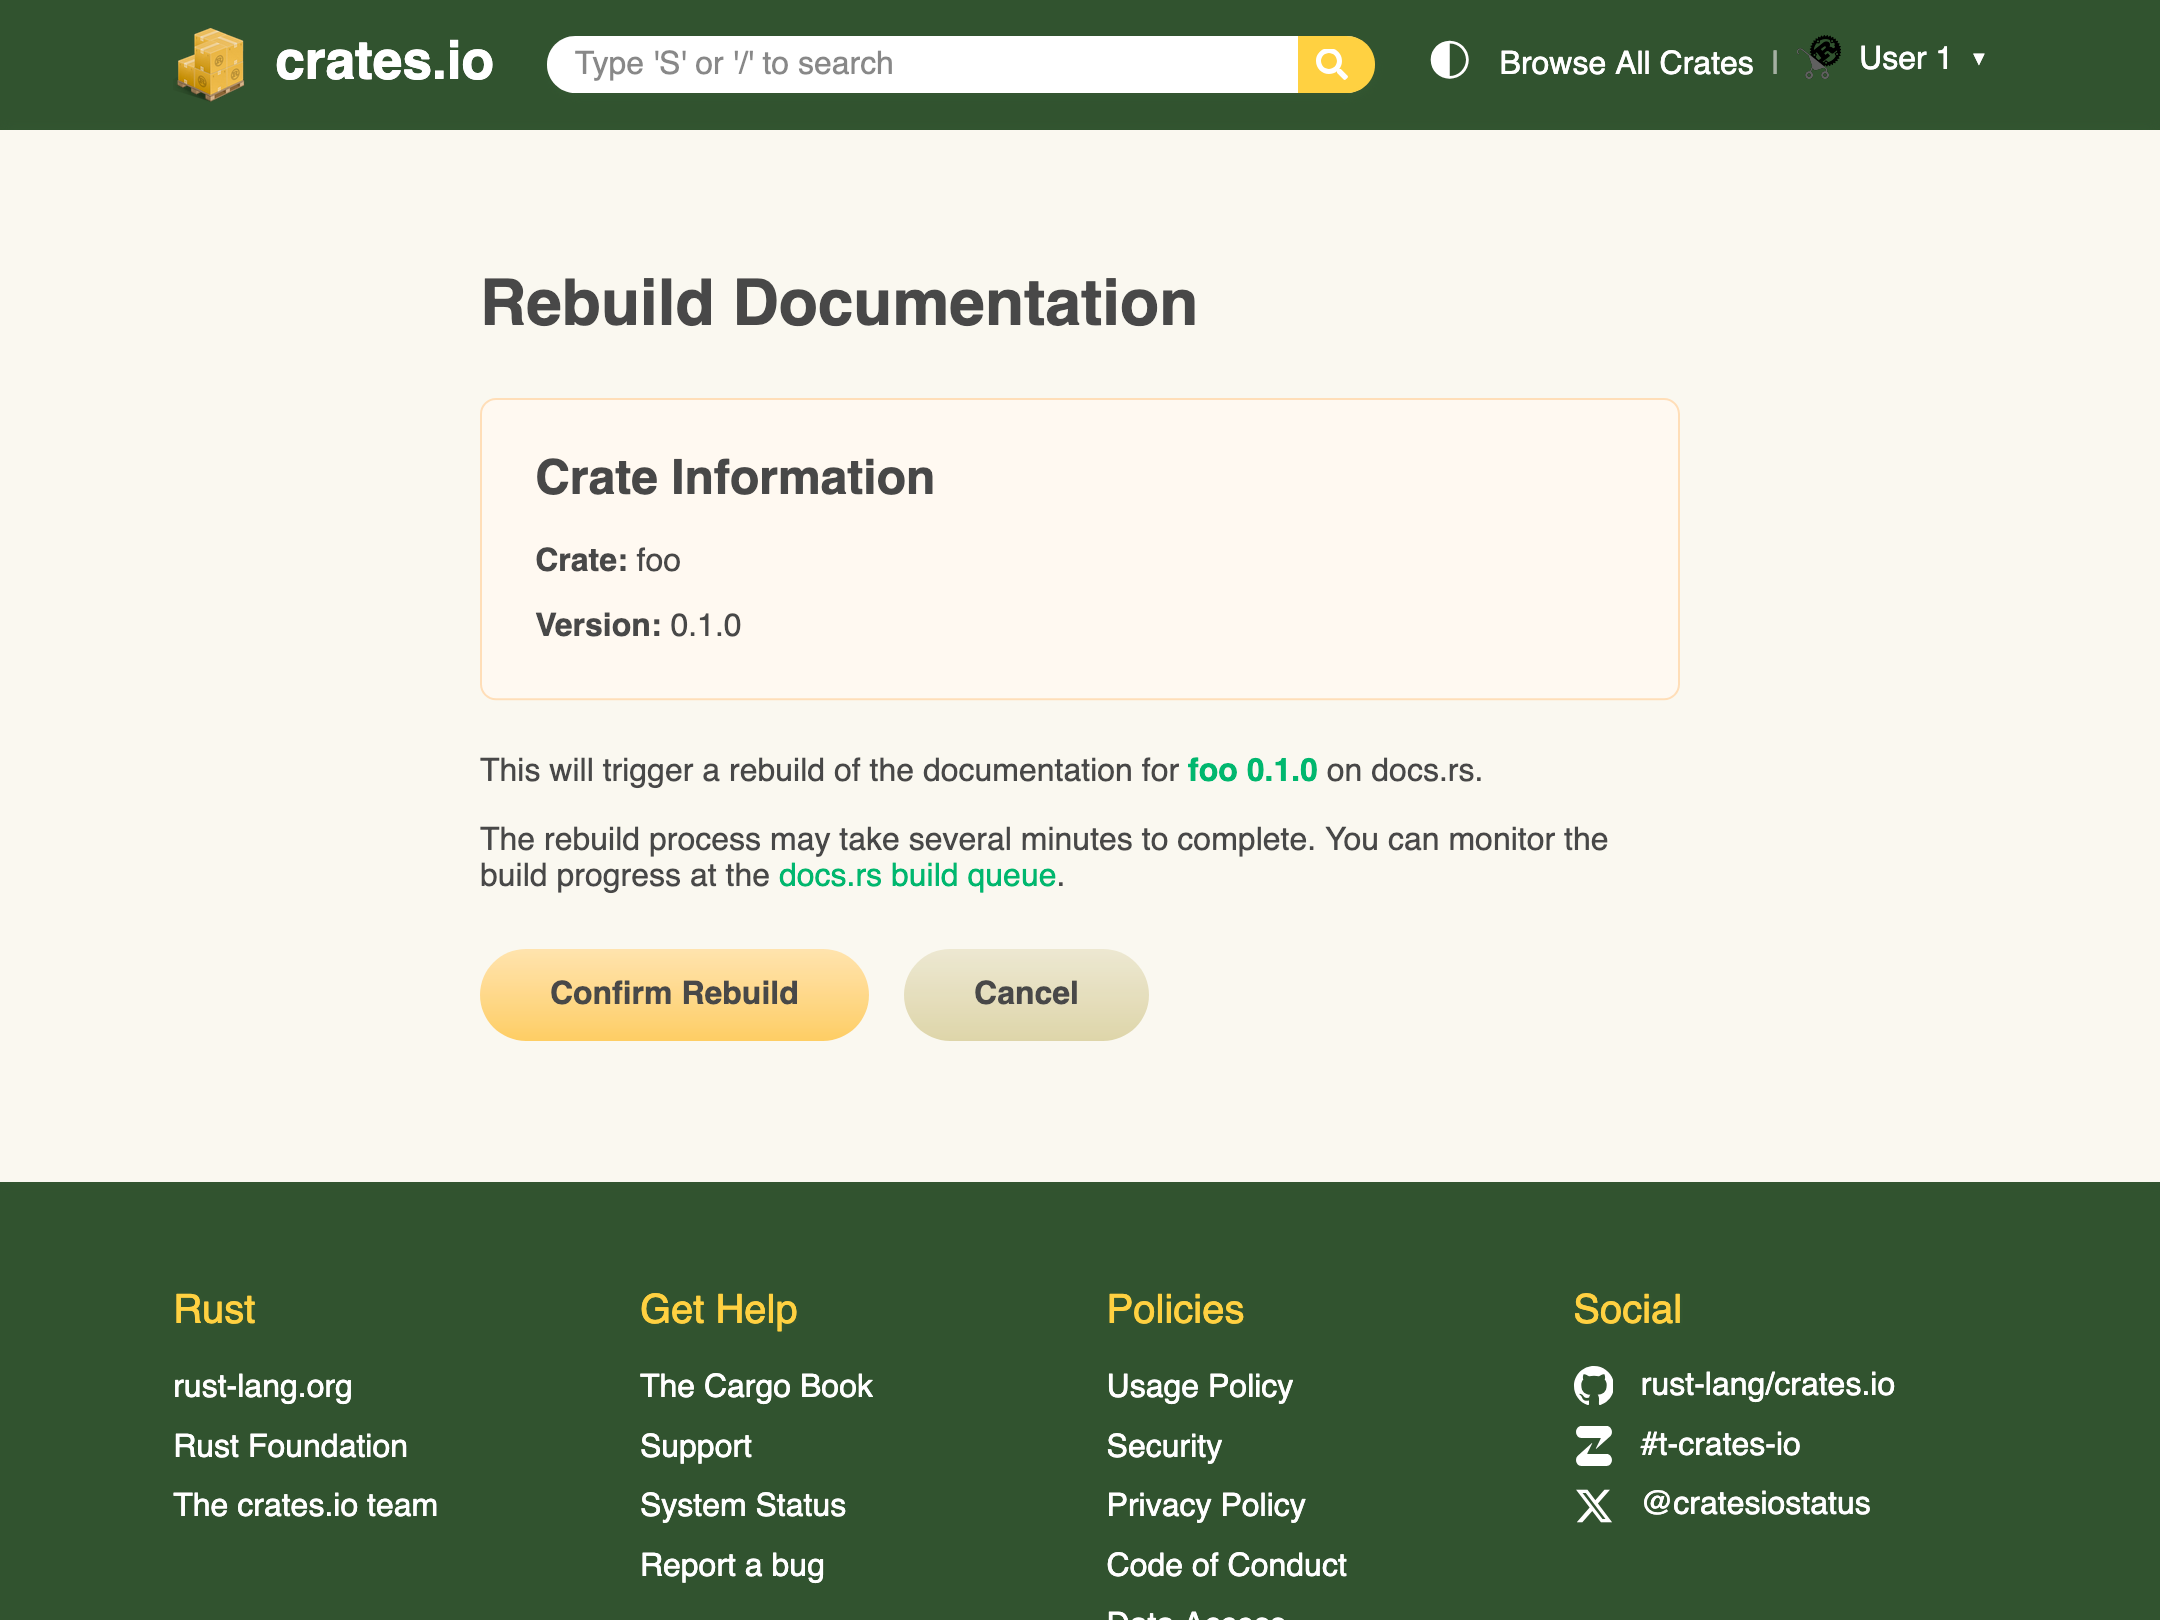 crates.io
Type 'S' or '/' to search
Browse All Crates | User 1 ▼
Rebuild Documentation
Crate Information
Crate: foo
Version: 0.1.0
This will trigger a rebuild of the documentation for foo 0.1.0 on docs.rs.
The rebuild process may take several minutes to complete. You can monitor the
build progress at the docs.rs build queue.
Confirm Rebuild
Cancel
Rust
rust-lang.org
Rust Foundation
The crates.io team
Get Help
The Cargo Book
Support
System Status
Report a bug
Policies
Usage Policy
Security
Privacy Policy
Code of Conduct
Data Access
Social
rust-lang/crates.io
#t-crates-io
@cratesiostatus